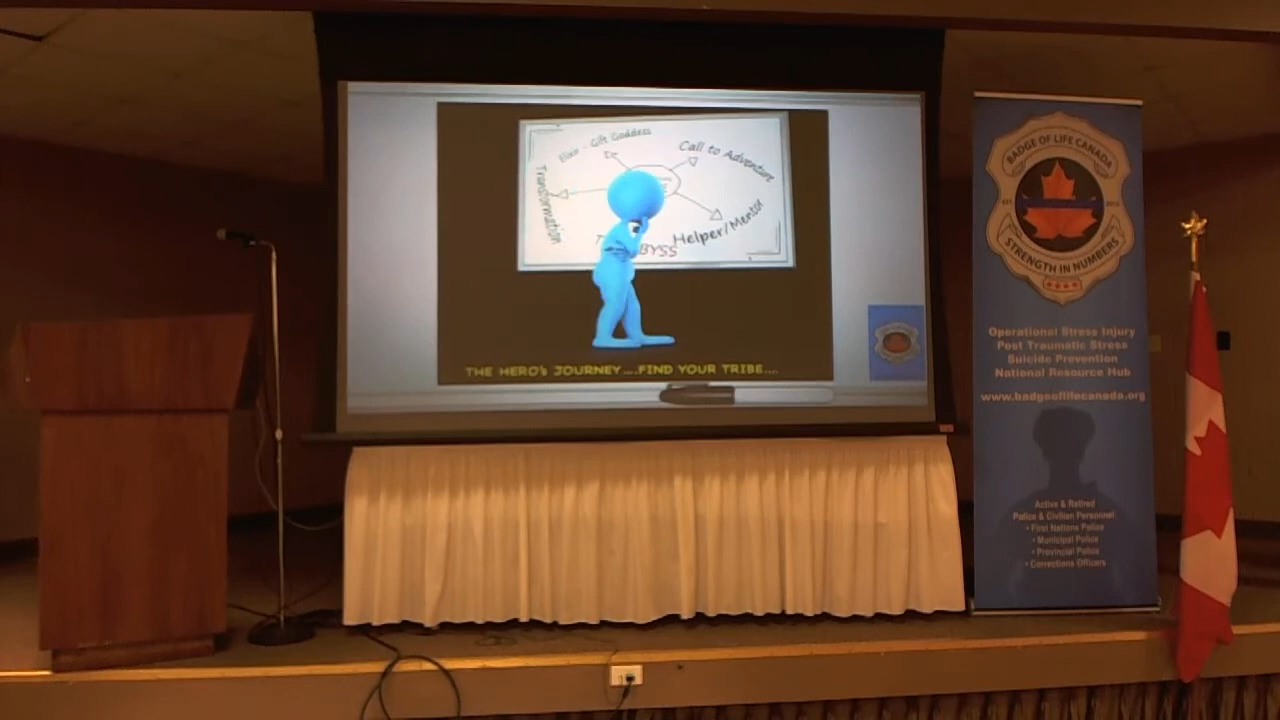 Elixir - Gift Goddess
Call to Adventure
Transformation
Helper/Mentor
BYSS
THE HERO's JOURNEY....FIND YOUR TRIBE....
BADGE OF LIFE CANADA
STRENGTH IN NUMBERS
Operational Stress Injury
Post Traumatic Stress
Suicide Prevention
National Resource Hub
www.badgeoflifecanada.org
Active & Retired
Police & Civilian Personnel
• First Nations Police
• Municipal Police
• Provincial Police
• Corrections Officers